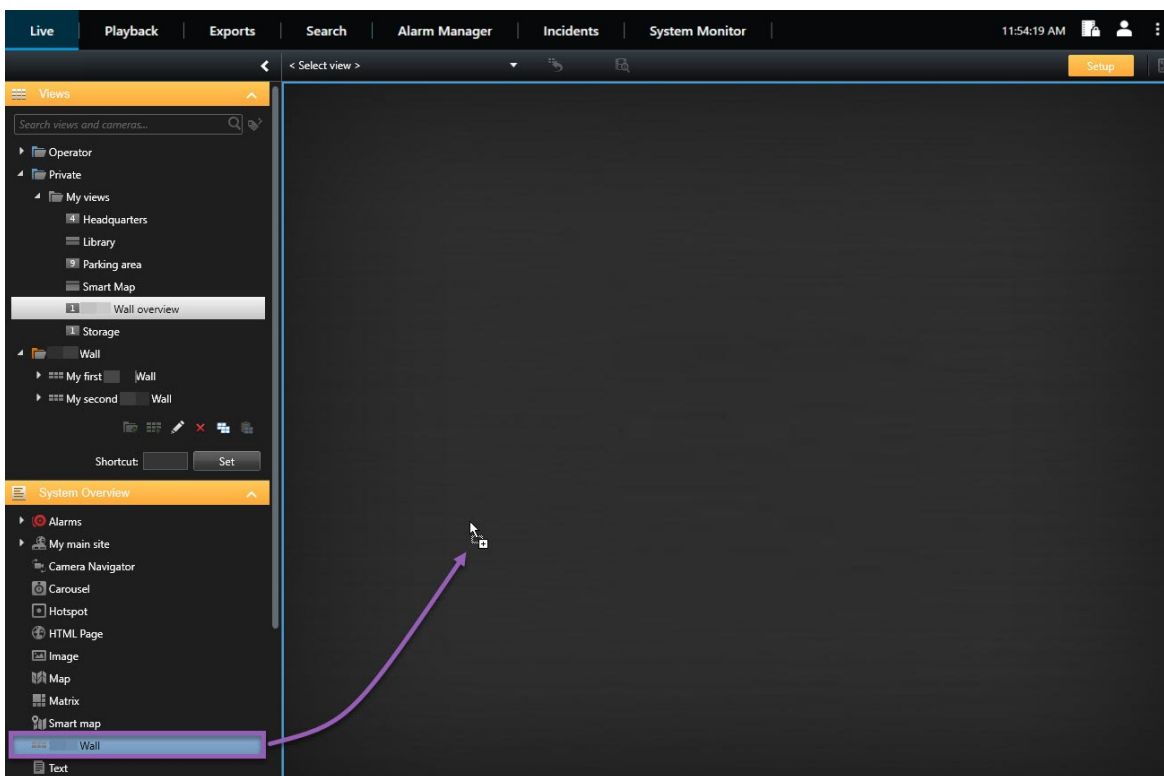 Live Playback Exports Search Alarm Manager Incidents System Monitor 11:54:19 AM
< Select view > Setup
Views
Search views and cameras...
Operator
Private
My views
4 Headquarters
Library
9 Parking area
Smart Map
1 Wall overview
1 Storage
Wall
My first Wall
My second Wall
Shortcut: Set
System Overview
Alarms
My main site
Camera Navigator
Carousel
Hotspot
HTML Page
Image
Map
Matrix
Smart map
Wall
Text